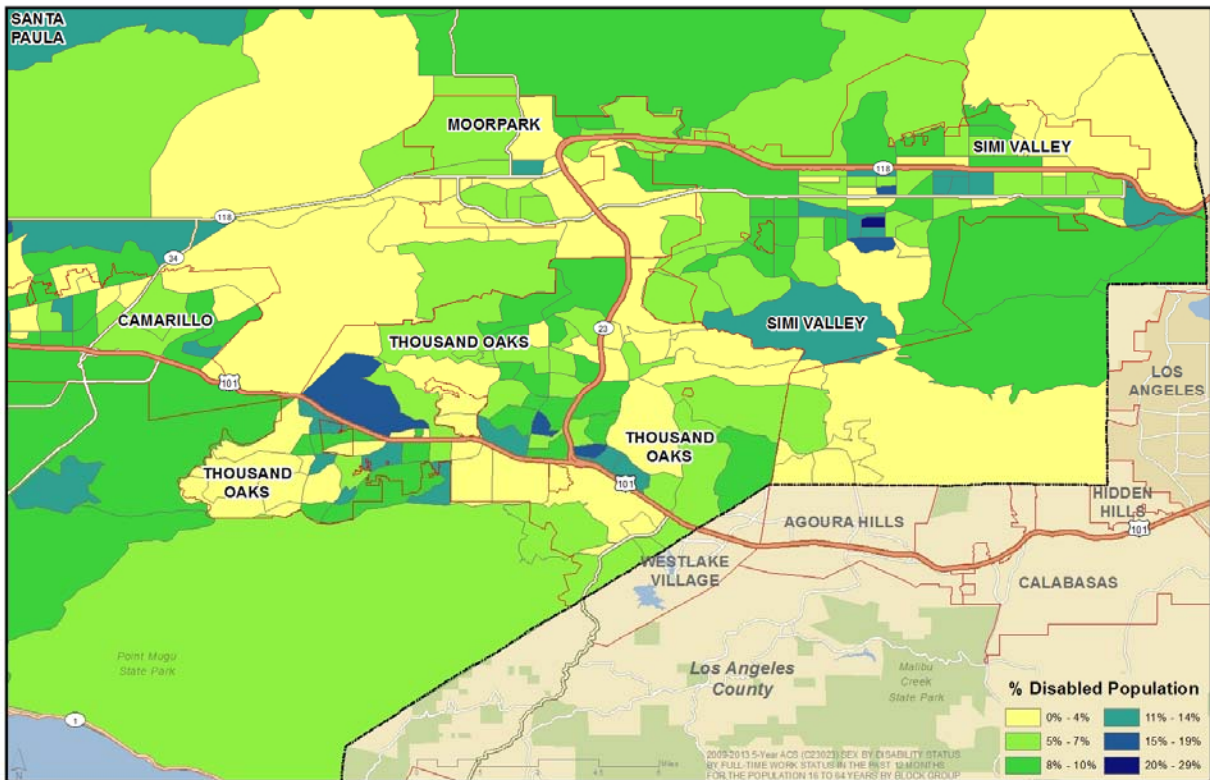 SANTA
PAULA
MOORPARK
SIMI VALLEY
118
118
34
CAMARILLO
SIMI VALLEY
THOUSAND OAKS
23
LOS
ANGELES
101
THOUSAND
OAKS
THOUSAND
OAKS
101
HIDDEN
HILLS
101
AGOURA HILLS
WESTLAKE
VILLAGE
CALABASAS
Point Mugu
State Park
Los Angeles
County
Malibu
Creek
State Park
1
% Disabled Population
0% - 4%
11% - 14%
5% - 7%
15% - 19%
8% - 10%
20% - 29%
2009-2013 5-Year ACS (C23023) SEX BY DISABILITY STATUS
BY FULL-TIME WORK STATUS IN THE PAST 12 MONTHS
FOR THE POPULATION 16 TO 64 YEARS BY BLOCK GROUP
Miles
N